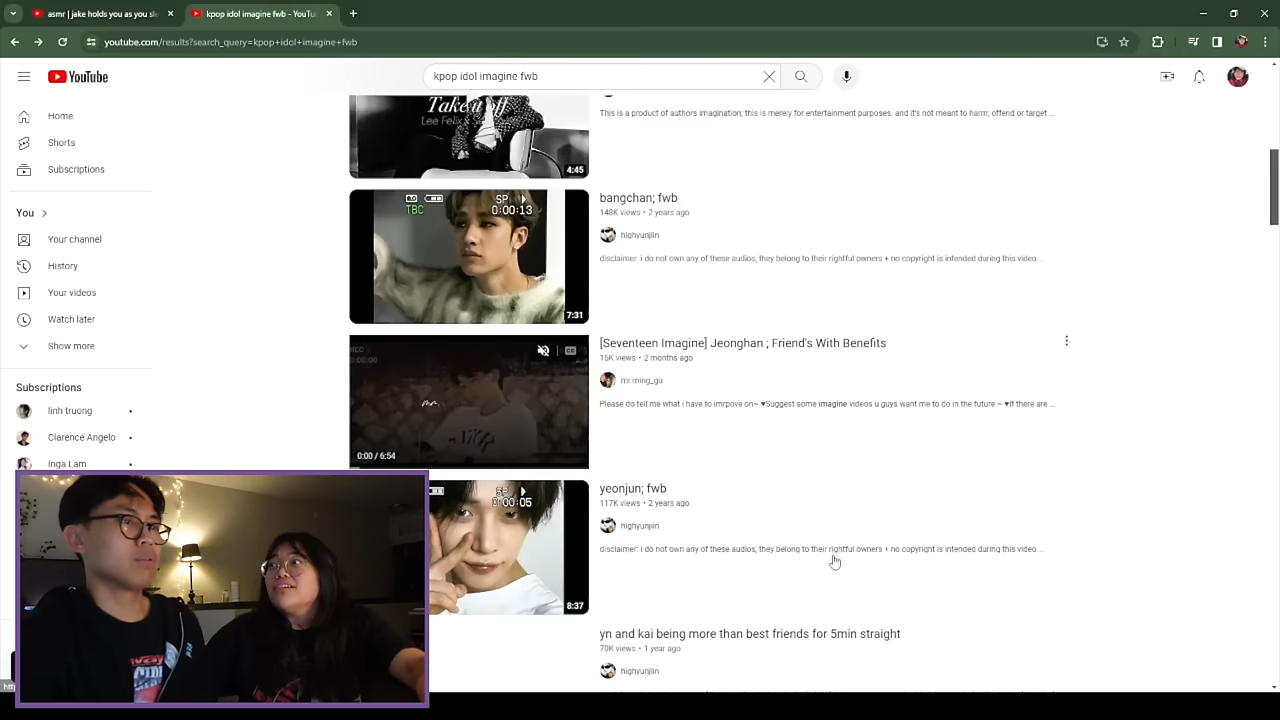 asmr | jake holds you as you sle
kpop idol imagine fwb
youtube.com/results?search_query=kpop+idol+imagine+fwb
YouTube
kpop idol imagine fwb
Home
Shorts
Subscriptions
You
Your channel
History
Your videos
Watch later
Show more
Subscriptions
linh truong
Clarence Angelo
Inga Lam
Take it off
Lee Felix
4:45
This is a product of authors imagination; this is merely for entertainment purposes. and it's not meant to harm; offend or target ...
SP
TBC
0:00:13
7:31
bangchan; fwb
148K views • 2 years ago
highyunjiin
disclaimer: i do not own any of these audios, they belong to their rightful owners + no copyright is intended during this video ...
mr.
0:00 / 6:54
[Seventeen Imagine] Jeonghan ; Friend's With Benefits
15K views • 2 months ago
mr.ming_gu
Please do tell me what i have to imrpove on~ ♥Suggest some imagine videos u guys want me to do in the future ~ ♥If there are ...
SP
0:00:05
8:37
yeonjun; fwb
117K views • 2 years ago
highyunjiin
disclaimer: i do not own any of these audios, they belong to their rightful owners + no copyright is intended during this video ...
yn and kai being more than best friends for 5min straight
70K views • 1 year ago
highyunjiin